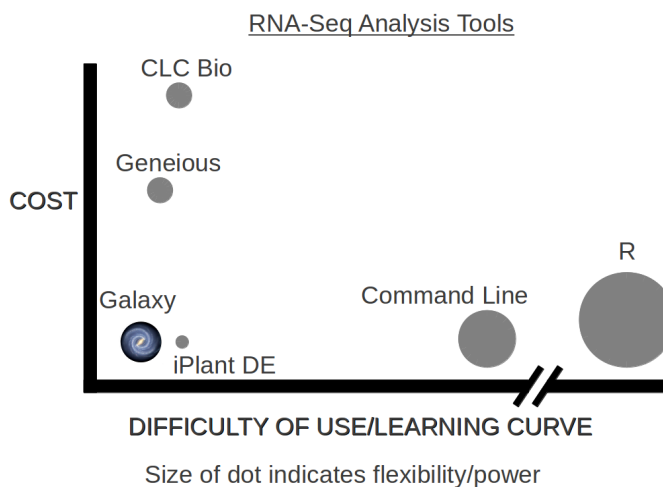 RNA-Seq Analysis Tools
CLC Bio
Geneious
COST
R
Galaxy
Command Line
iPlant DE
DIFFICULTY OF USE/LEARNING CURVE
Size of dot indicates flexibility/power